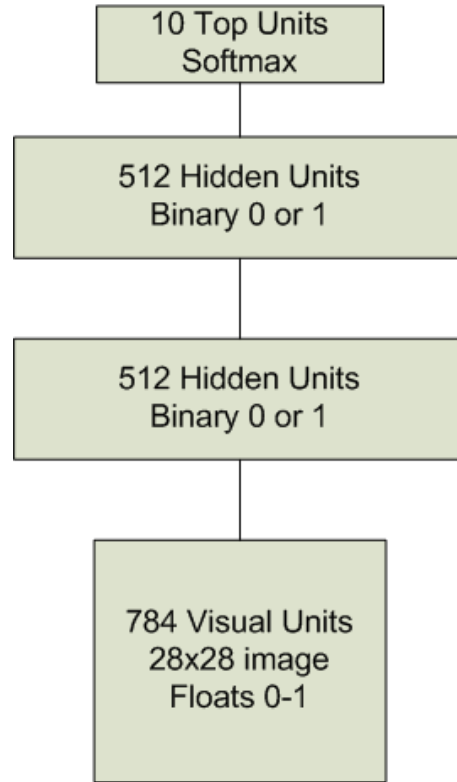 10 Top Units
Softmax
512 Hidden Units
Binary 0 or 1
512 Hidden Units
Binary 0 or 1
784 Visual Units
28x28 image
Floats 0-1